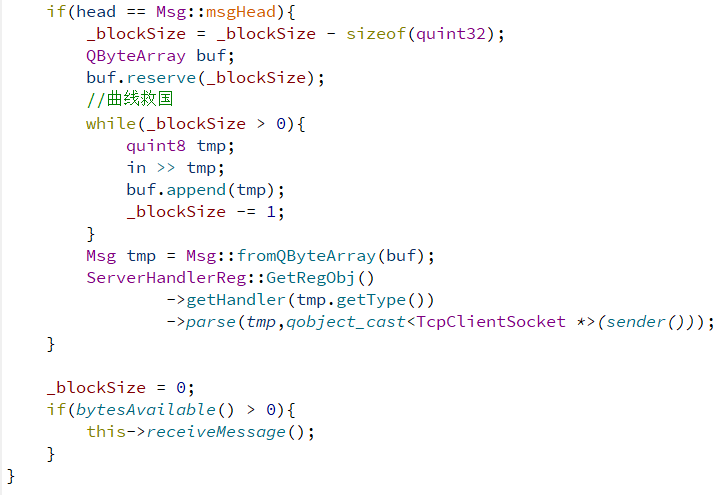 if(head == Msg::msgHead){
_blockSize = _blockSize - sizeof(quint32);
QByteArray buf;
buf.reserve(_blockSize);
//曲线救国
while(_blockSize > 0){
quint8 tmp;
in >> tmp;
buf.append(tmp);
_blockSize -= 1;
}
Msg tmp = Msg::fromQByteArray(buf);
ServerHandlerReg::GetRegObj()
->getHandler(tmp.getType())
->parse(tmp,qobject_cast<TcpClientSocket *>(sender()));
}
_blockSize = 0;
if(bytesAvailable() > 0){
this->receiveMessage();
}
}